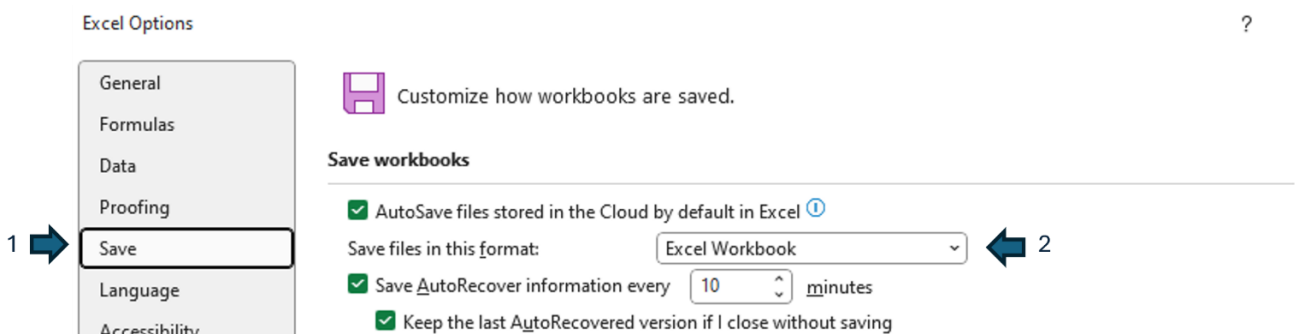 Excel Options
?
General
Formulas
Data
Proofing
Save
Language
Accessibility
Customize how workbooks are saved.
Save workbooks
AutoSave files stored in the Cloud by default in Excel
Save files in this format: Excel Workbook
Save AutoRecover information every 10 minutes
Keep the last AutoRecovered version if I close without saving
1
2